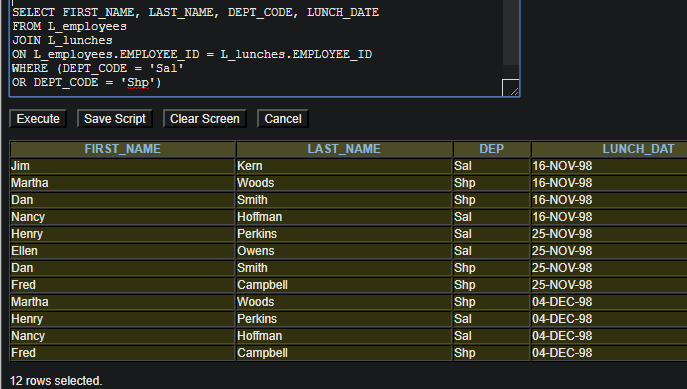 SELECT FIRST_NAME, LAST_NAME, DEPT_CODE, LUNCH_DATE
FROM L_employees
JOIN L_lunches
ON L_employees.EMPLOYEE_ID = L_lunches.EMPLOYEE_ID
WHERE (DEPT_CODE = 'Sal'
OR DEPT_CODE = 'Shp')
Execute Save Script Clear Screen Cancel
FIRST_NAME LAST_NAME DEP LUNCH_DAT
Jim Kern Sal 16-NOV-98
Martha Woods Shp 16-NOV-98
Dan Smith Shp 16-NOV-98
Nancy Hoffman Sal 16-NOV-98
Henry Perkins Sal 25-NOV-98
Ellen Owens Sal 25-NOV-98
Dan Smith Shp 25-NOV-98
Fred Campbell Shp 25-NOV-98
Martha Woods Shp 04-DEC-98
Henry Perkins Sal 04-DEC-98
Nancy Hoffman Sal 04-DEC-98
Fred Campbell Shp 04-DEC-98
12 rows selected.